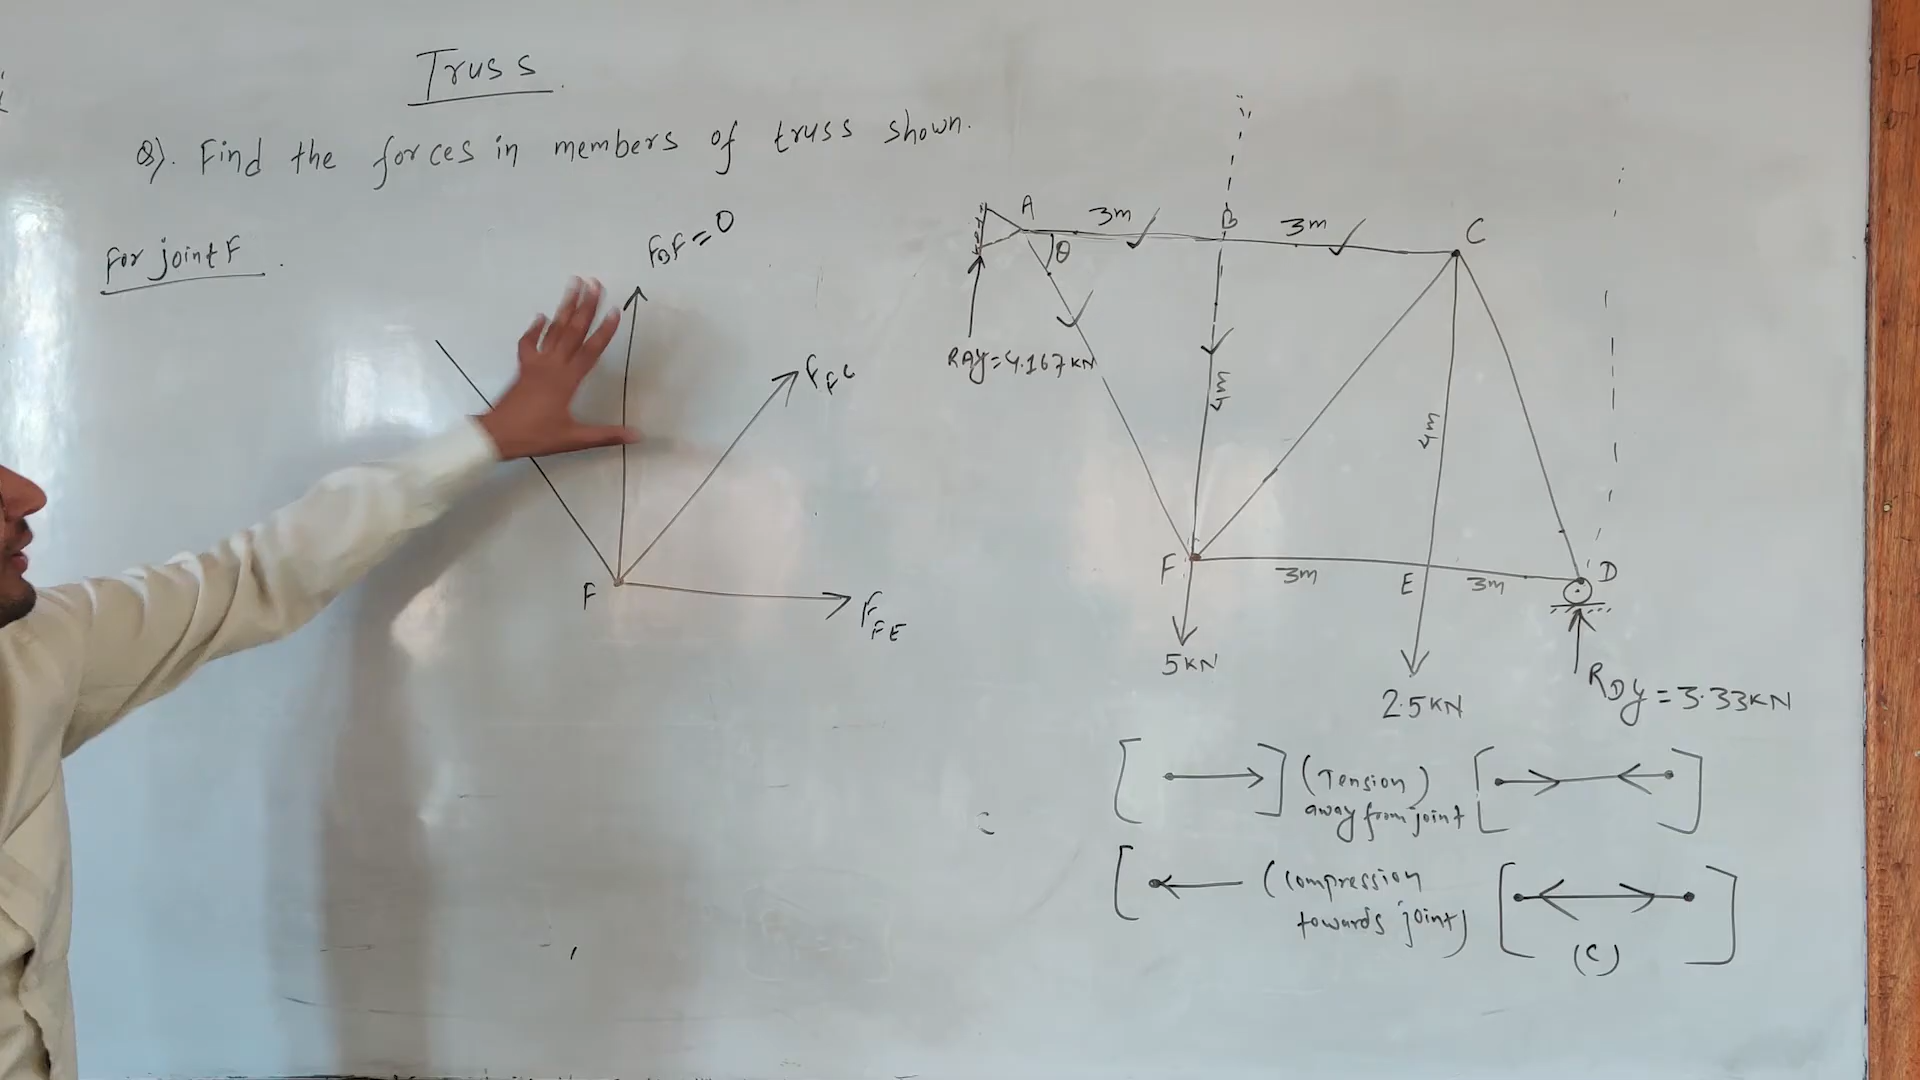 Truss
Q). Find the forces in members of truss shown.
For joint F
FBF = 0
FFC
F
FFE
A
3m
B
3m
C
θ
RAy = 4.167 KN
4m
4m
F
3m
E
3m
D
5KN
2.5KN
RDy = 3.33KN
(Tension)
away from joint
(compression
towards joint)
(C)